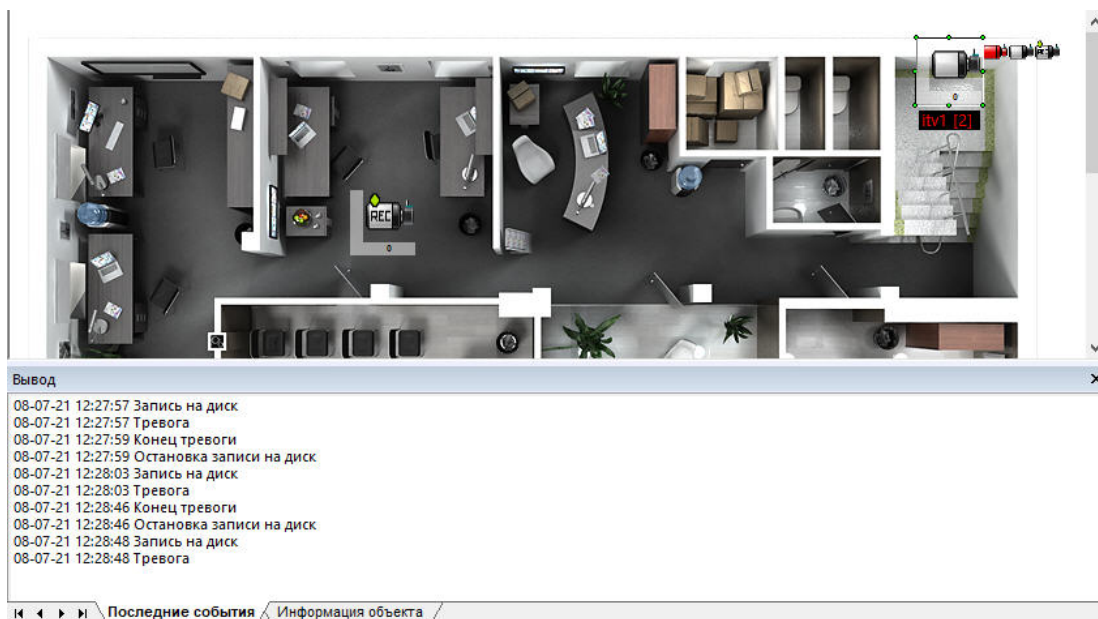 itv1 [2]
REC
Вывод
08-07-21 12:27:57 Запись на диск
08-07-21 12:27:57 Тревога
08-07-21 12:27:59 Конец тревоги
08-07-21 12:27:59 Остановка записи на диск
08-07-21 12:28:03 Запись на диск
08-07-21 12:28:03 Тревога
08-07-21 12:28:46 Конец тревоги
08-07-21 12:28:46 Остановка записи на диск
08-07-21 12:28:48 Запись на диск
08-07-21 12:28:48 Тревога
Последние события Информация объекта